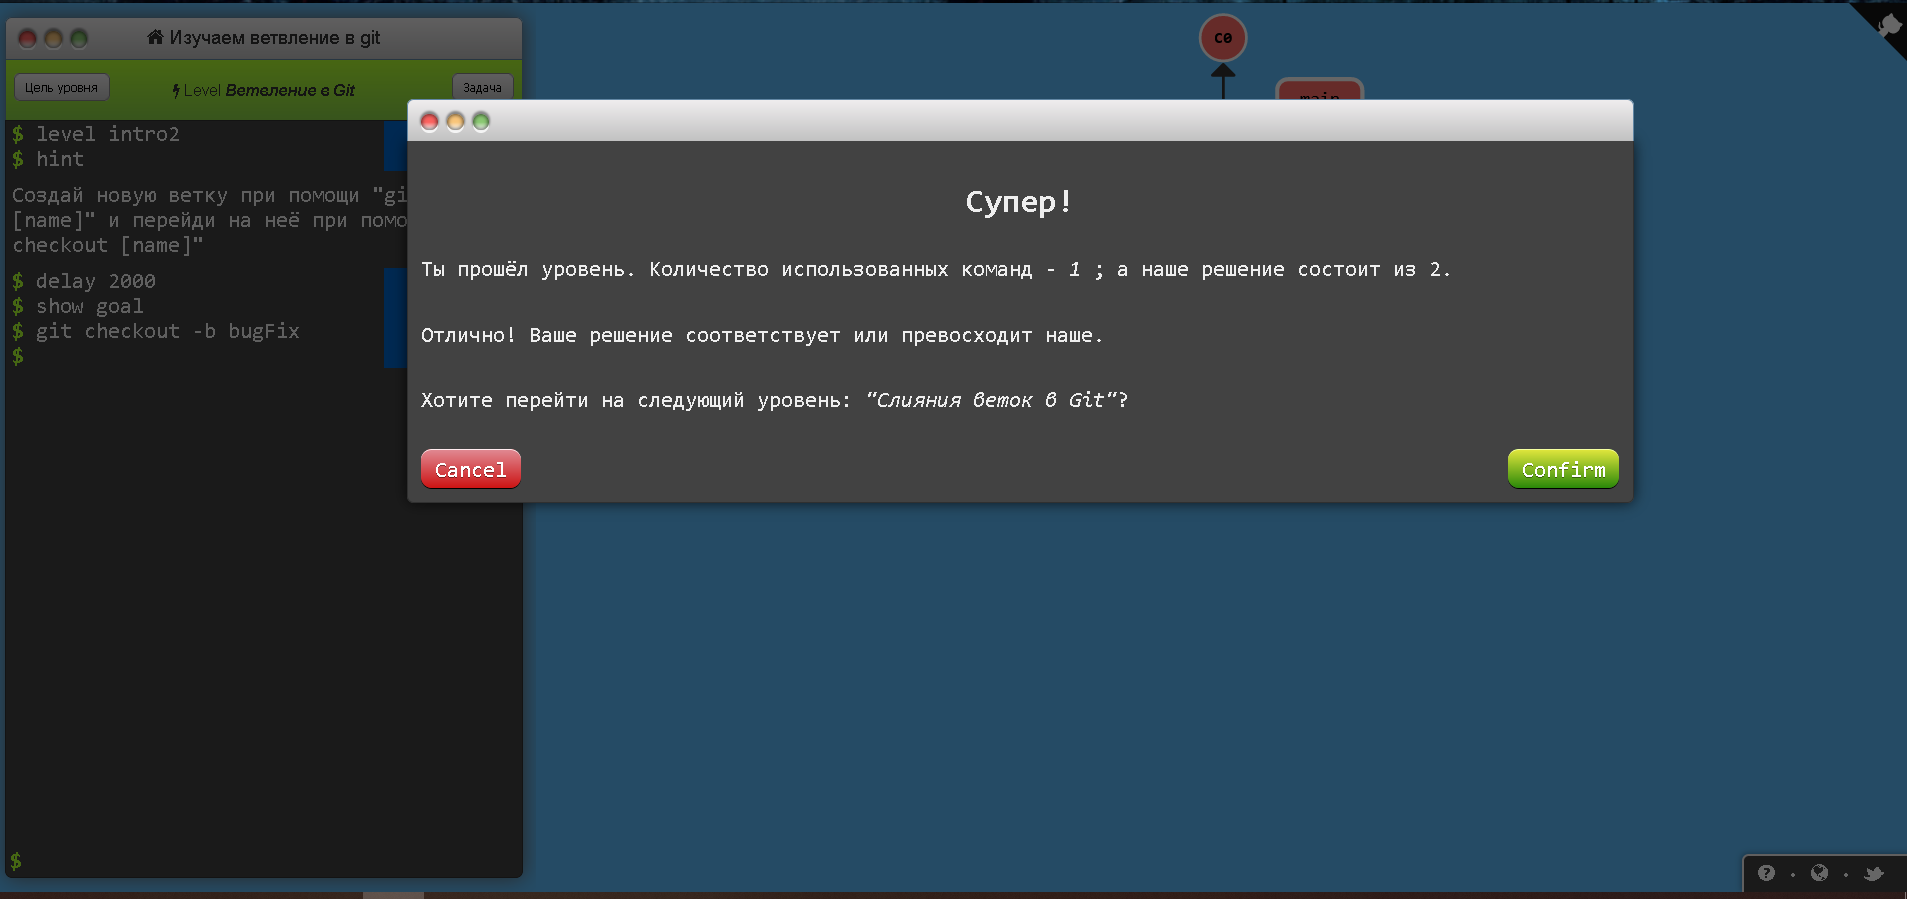 Изучаем ветвление в git
Цель уровня
Level Ветвление в Git
Задача
$ level intro2
$ hint
Создай новую ветку при помощи "gi
[name]" и перейди на неё при помо
checkout [name]"
$ delay 2000
$ show goal
$ git checkout -b bugFix
$
$
C0
main
Супер!
Ты прошёл уровень. Количество использованных команд - 1 ; а наше решение состоит из 2.
Отлично! Ваше решение соответствует или превосходит наше.
Хотите перейти на следующий уровень: "Слияния веток в Git"?
Cancel
Confirm